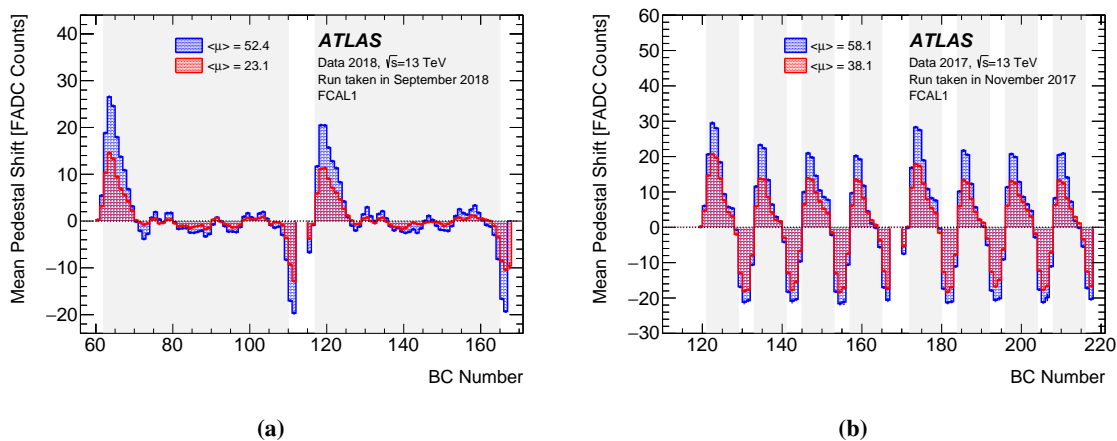 Mean Pedestal Shift [FADC Counts]
40
30
20
10
0
−10
−20
60
80
100
120
140
160
BC Number
<μ> = 52.4
<μ> = 23.1
ATLAS
Data 2018, √s=13 TeV
Run taken in September 2018
FCAL1
(a)
Mean Pedestal Shift [FADC Counts]
60
50
40
30
20
10
0
−10
−20
−30
120
140
160
180
200
220
BC Number
<μ> = 58.1
<μ> = 38.1
ATLAS
Data 2017, √s=13 TeV
Run taken in November 2017
FCAL1
(b)